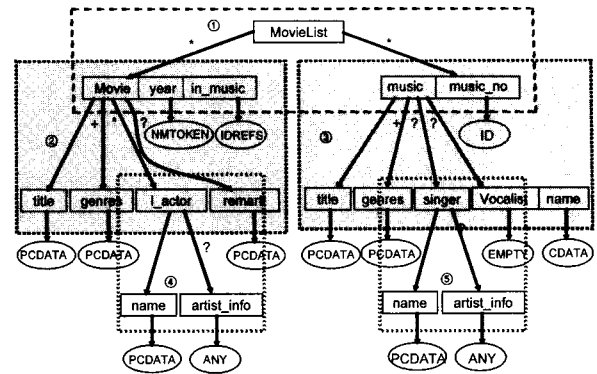 ①
MovieList
* *
Movie year in_music music music_no
② + * ? ③ + ? ?
NMTOKEN IDREFS ID
title genres l_actor remark title genres singer Vocalist name
PCDATA PCDATA ? PCDATA PCDATA PCDATA ? EMPTY CDATA
④ ⑤
name artist_info name artist_info
PCDATA ANY PCDATA ANY